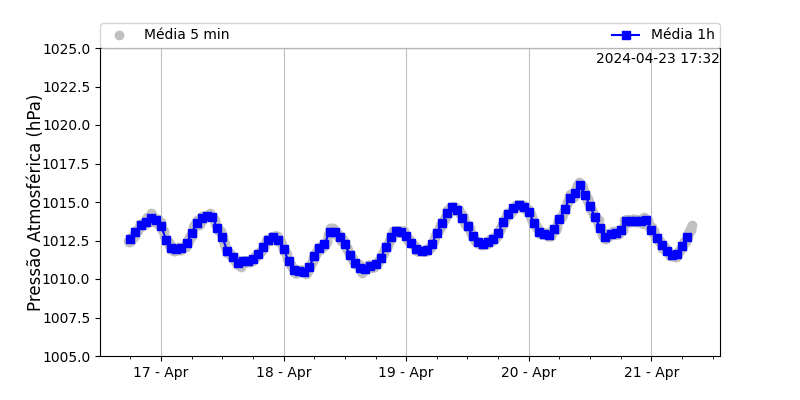 Média 5 min
Média 1h
2024-04-23 17:32
Pressão Atmosférica (hPa)
1025.0
1022.5
1020.0
1017.5
1015.0
1012.5
1010.0
1007.5
1005.0
17 - Apr
18 - Apr
19 - Apr
20 - Apr
21 - Apr